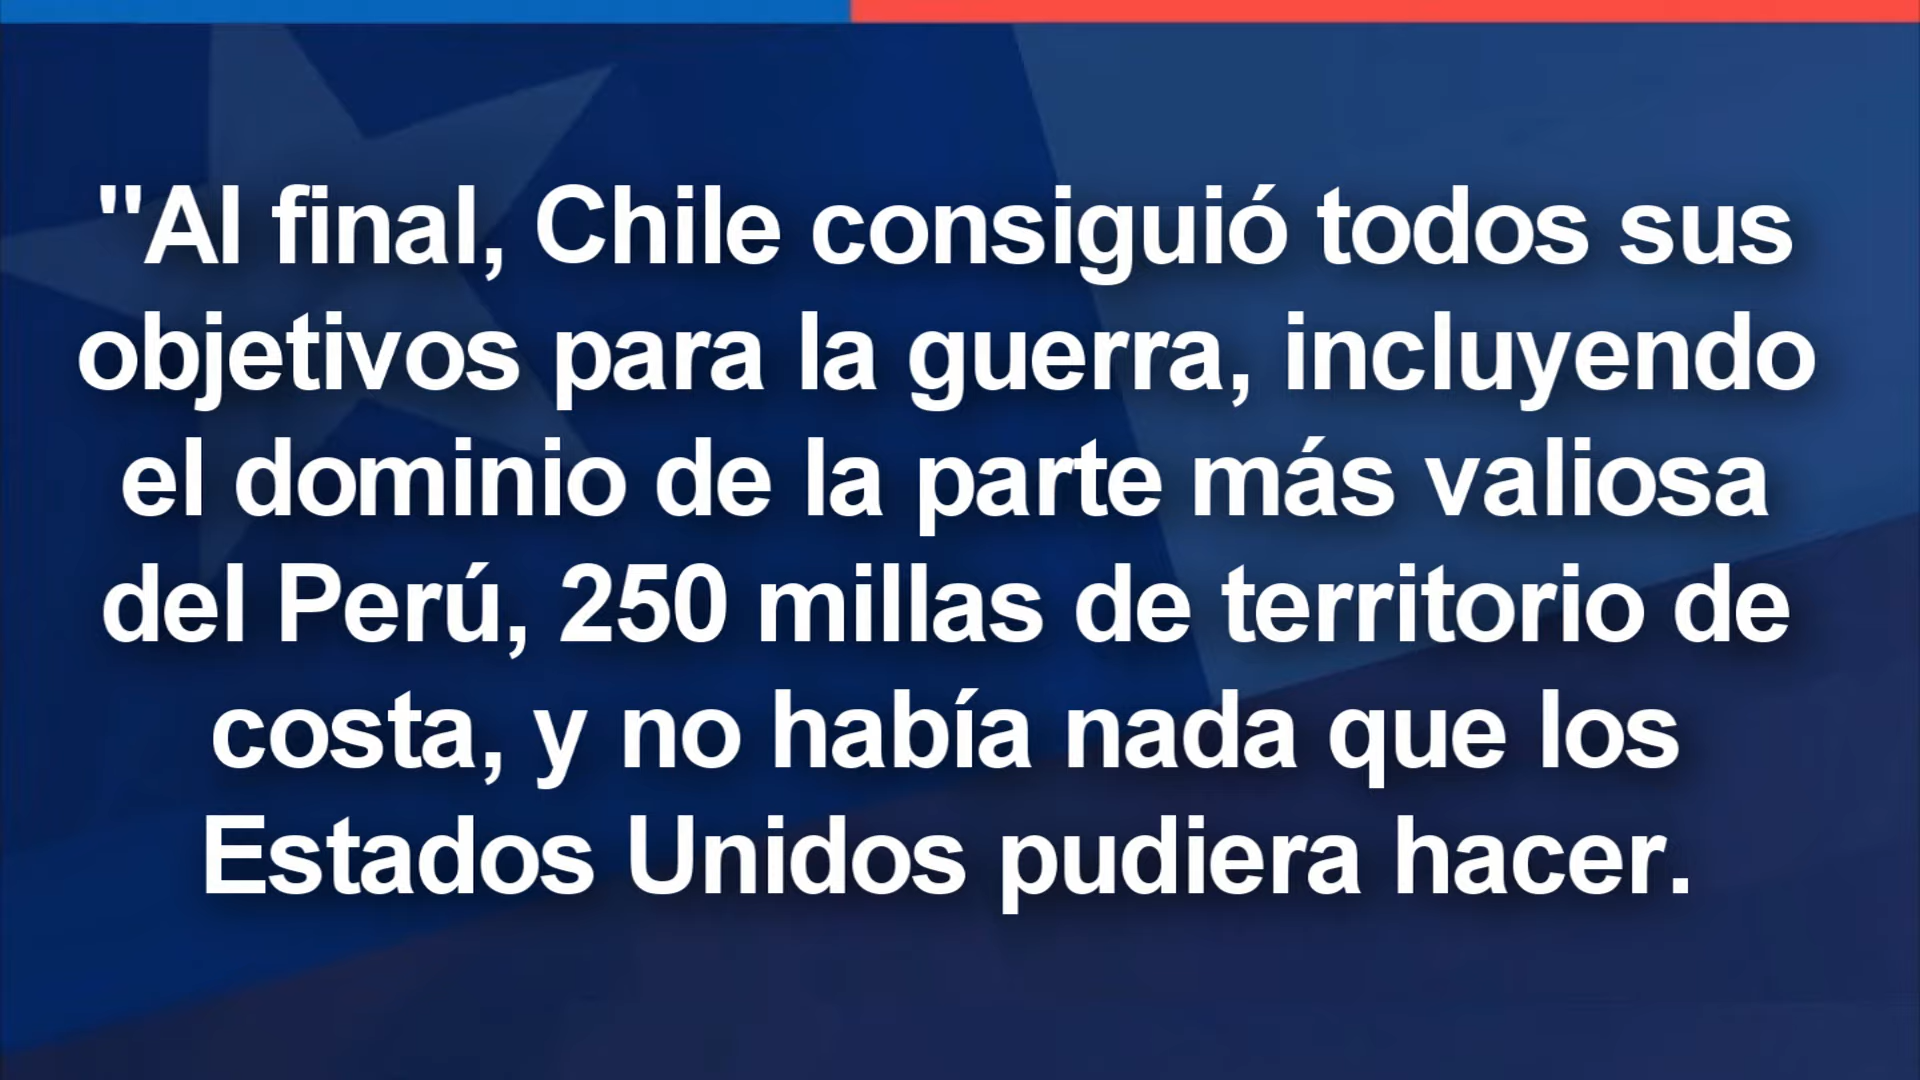 "Al final, Chile consiguió todos sus
objetivos para la guerra, incluyendo
el dominio de la parte más valiosa
del Perú, 250 millas de territorio de
costa, y no había nada que los
Estados Unidos pudiera hacer.